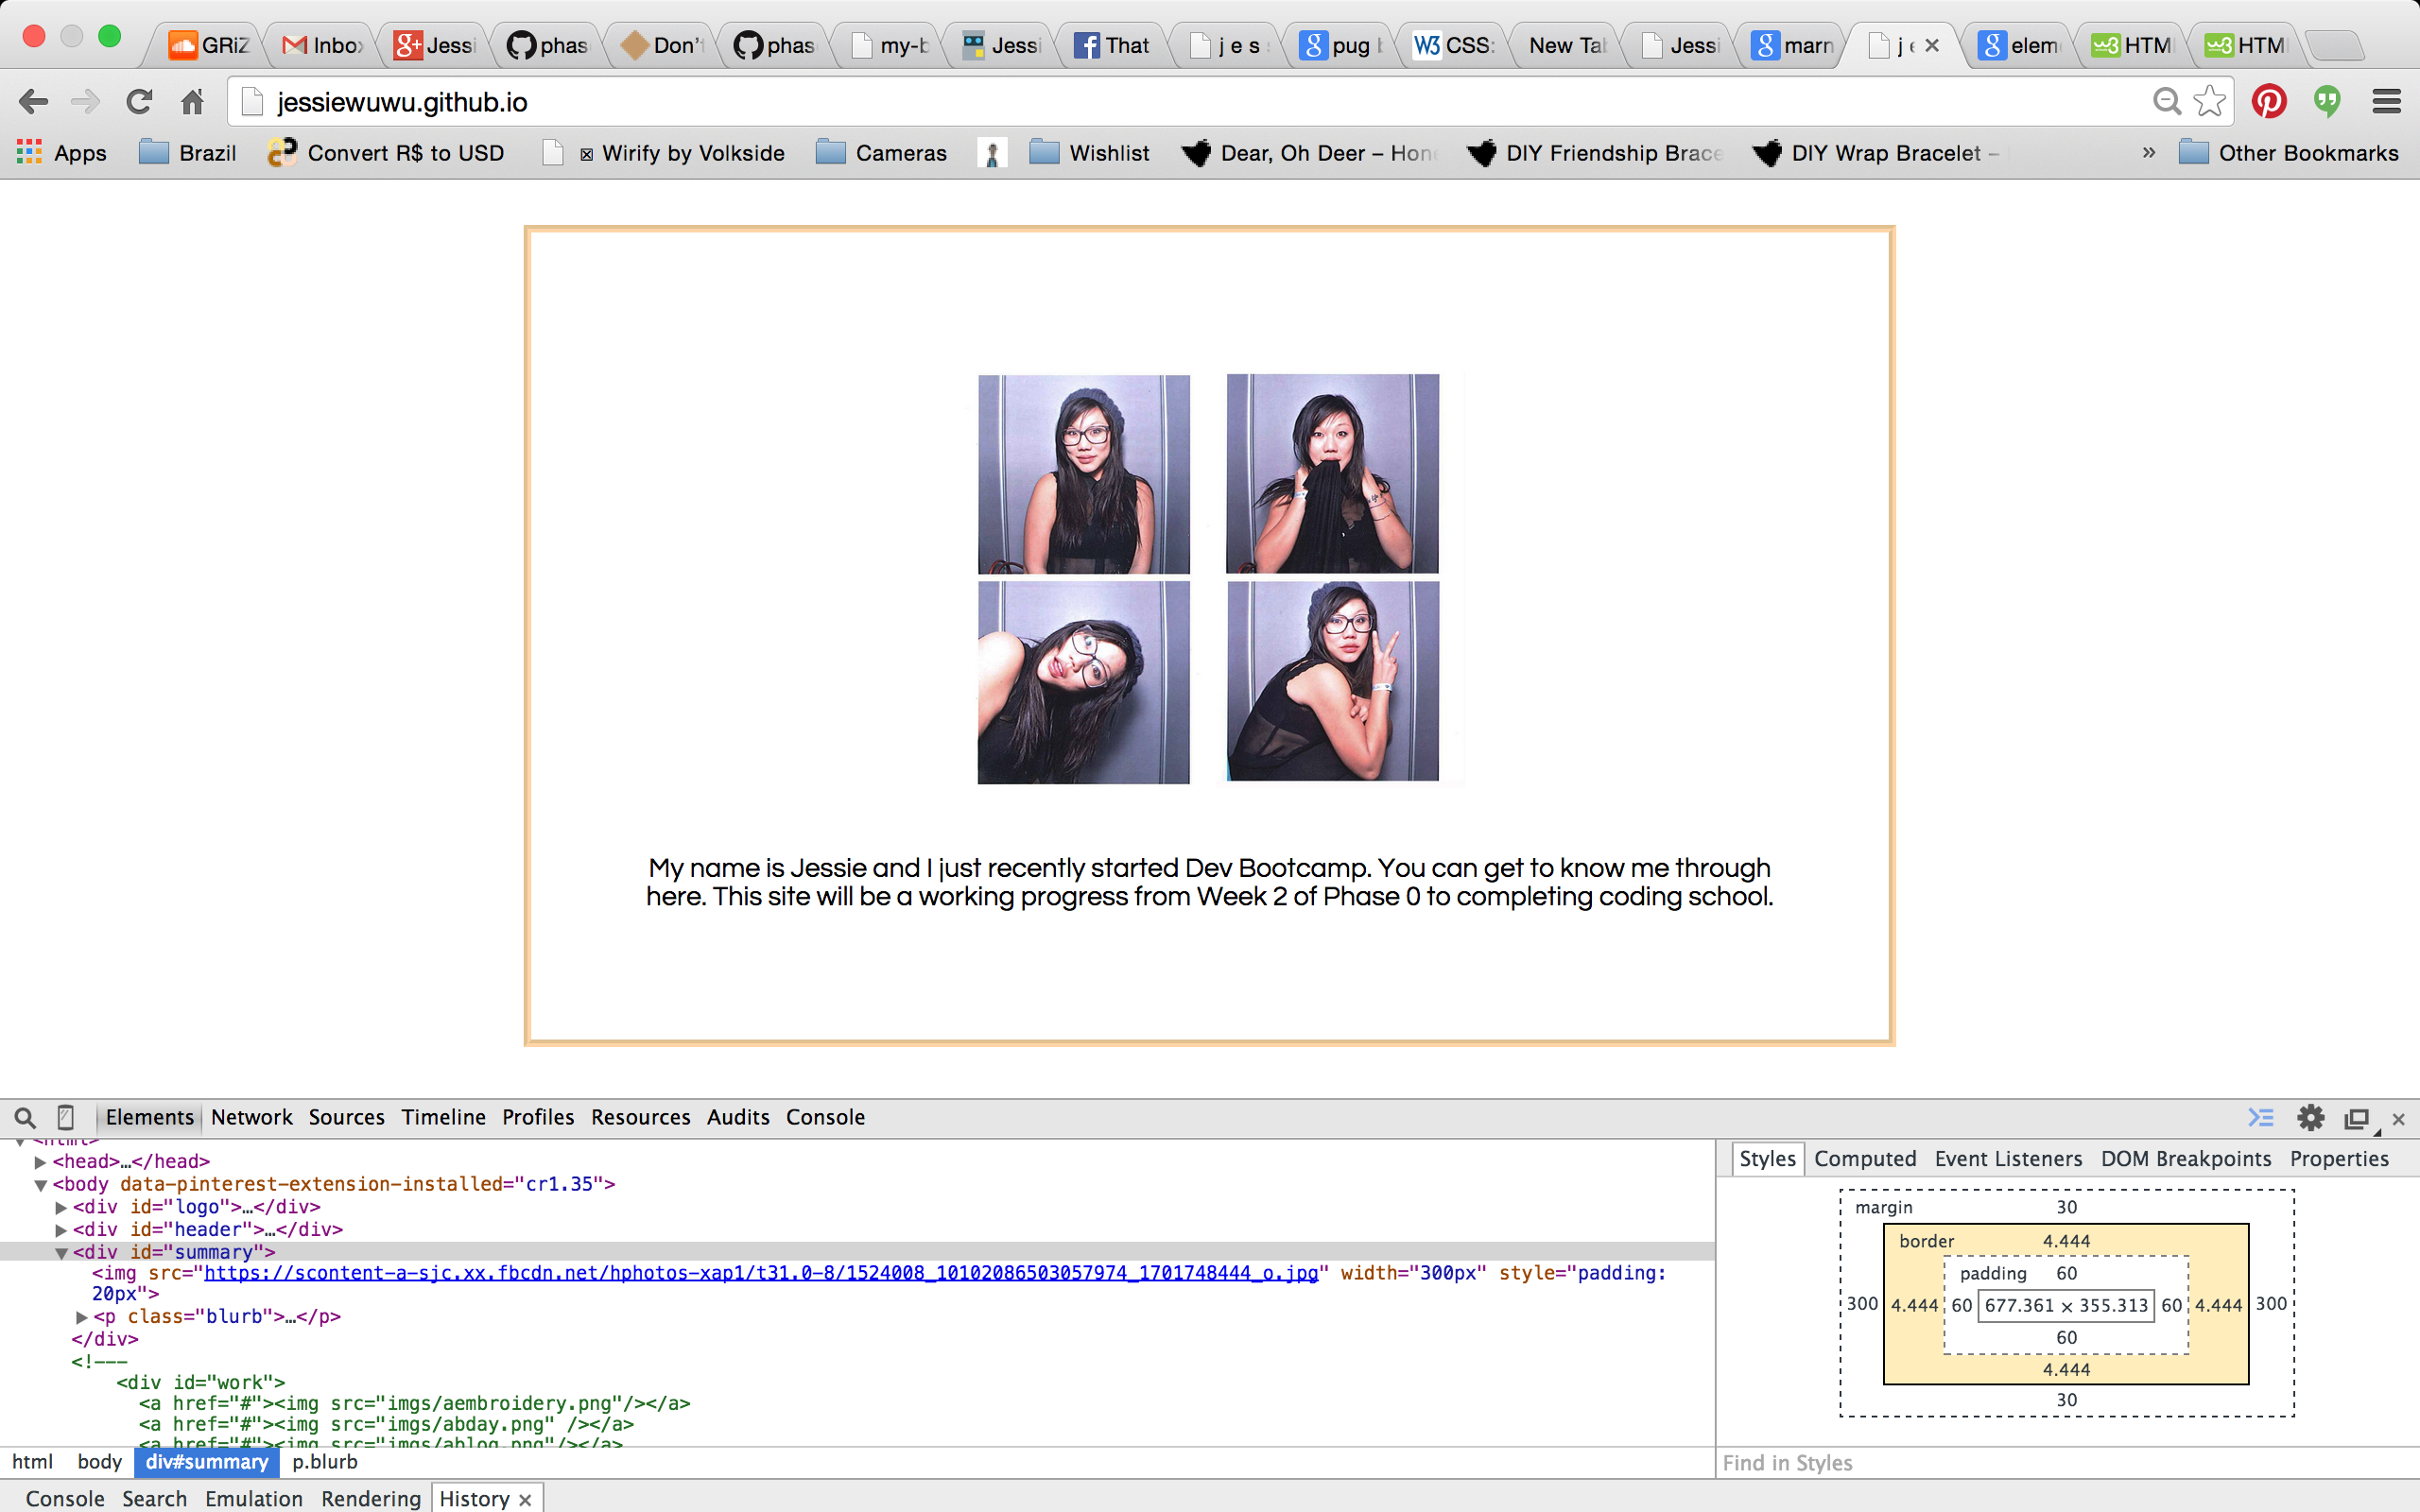 GRiZ
Inbox
Jessi
phas
Don't
phas
my-b
Jessi
That
j e s s
pug b
CSS:
New Tab
Jessi
marn
j e
elem
HTM
HTM
jessiewuwu.github.io
Apps
Brazil
Convert R$ to USD
Wirify by Volkside
Cameras
Wishlist
Dear, Oh Deer – Hone
DIY Friendship Brace
DIY Wrap Bracelet –
»
Other Bookmarks
My name is Jessie and I just recently started Dev Bootcamp. You can get to know me through
here. This site will be a working progress from Week 2 of Phase 0 to completing coding school.
Elements Network Sources Timeline Profiles Resources Audits Console
<html>
<head>…</head>
<body data-pinterest-extension-installed="cr1.35">
<div id="logo">…</div>
<div id="header">…</div>
<div id="summary">
<img src="https://scontent-a-sjc.xx.fbcdn.net/hphotos-xap1/t31.0-8/1524008_10102086503057974_1701748444_o.jpg" width="300px" style="padding:
20px">
<p class="blurb">…</p>
</div>
<!---
<div id="work">
<a href="#"><img src="imgs/aembroidery.png"/></a>
<a href="#"><img src="imgs/abday.png" /></a>
<a href="#"><img src="imgs/ablog.png"/></a>
html body div#summary p.blurb
Styles Computed Event Listeners DOM Breakpoints Properties
margin 30
border 4.444
padding 60
300 4.444 60 677.361 × 355.313 60 4.444 300
60
4.444
30
Find in Styles
Console Search Emulation Rendering History ×